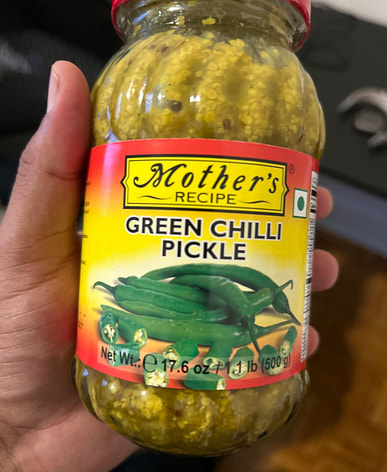 Mother's
®
RECIPE
GREEN CHILLI
PICKLE
Net Wt.: ℮ 17.6 oz / 1.1 lb (500 g)